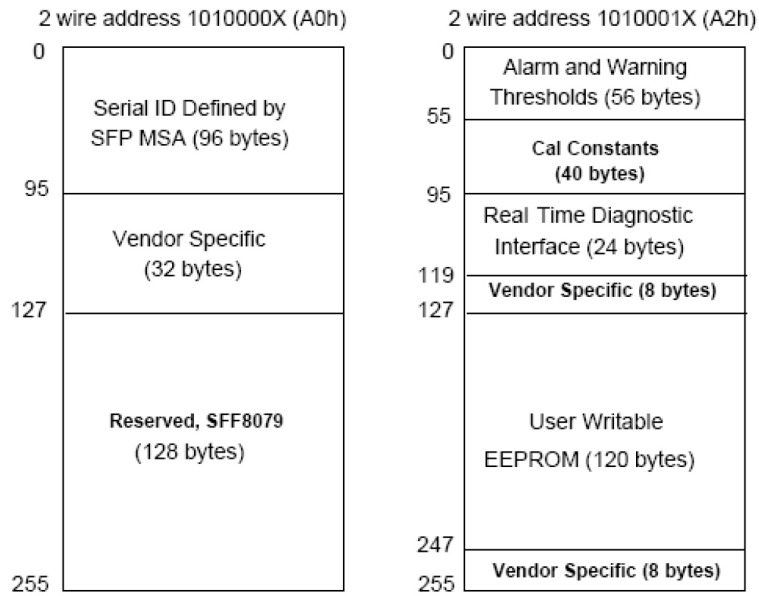 2 wire address 1010000X (A0h)
0
Serial ID Defined by
SFP MSA (96 bytes)
95
Vendor Specific
(32 bytes)
127
Reserved, SFF8079
(128 bytes)
255
2 wire address 1010001X (A2h)
0
Alarm and Warning
Thresholds (56 bytes)
55
Cal Constants
(40 bytes)
95
Real Time Diagnostic
Interface (24 bytes)
119
Vendor Specific (8 bytes)
127
User Writable
EEPROM (120 bytes)
247
Vendor Specific (8 bytes)
255